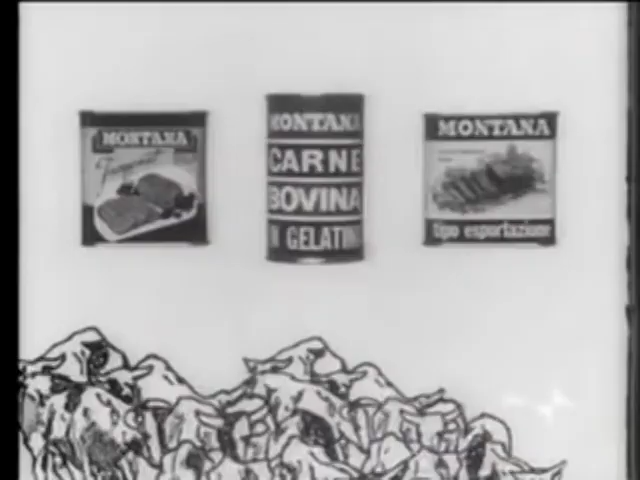 MONTANA
MONTANA
CARNE
BOVINA
IN GELATINA
MONTANA
tipo esportazione